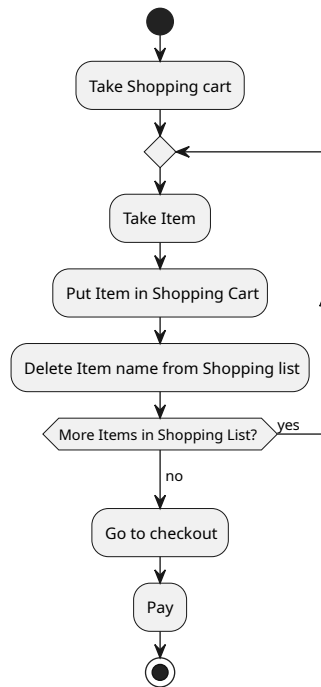 Take Shopping cart
Take Item
Put Item in Shopping Cart
Delete Item name from Shopping list
More Items in Shopping List?
yes
no
Go to checkout
Pay